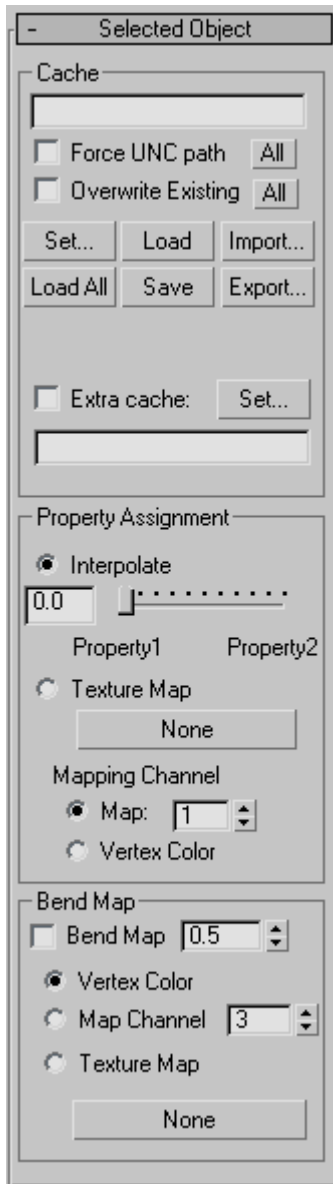 - Selected Object
Cache
Force UNC path All
Overwrite Existing All
Set... Load Import...
Load All Save Export...
Extra cache: Set...
Property Assignment
Interpolate
0.0
Property1 Property2
Texture Map
None
Mapping Channel
Map: 1
Vertex Color
Bend Map
Bend Map 0.5
Vertex Color
Map Channel 3
Texture Map
None